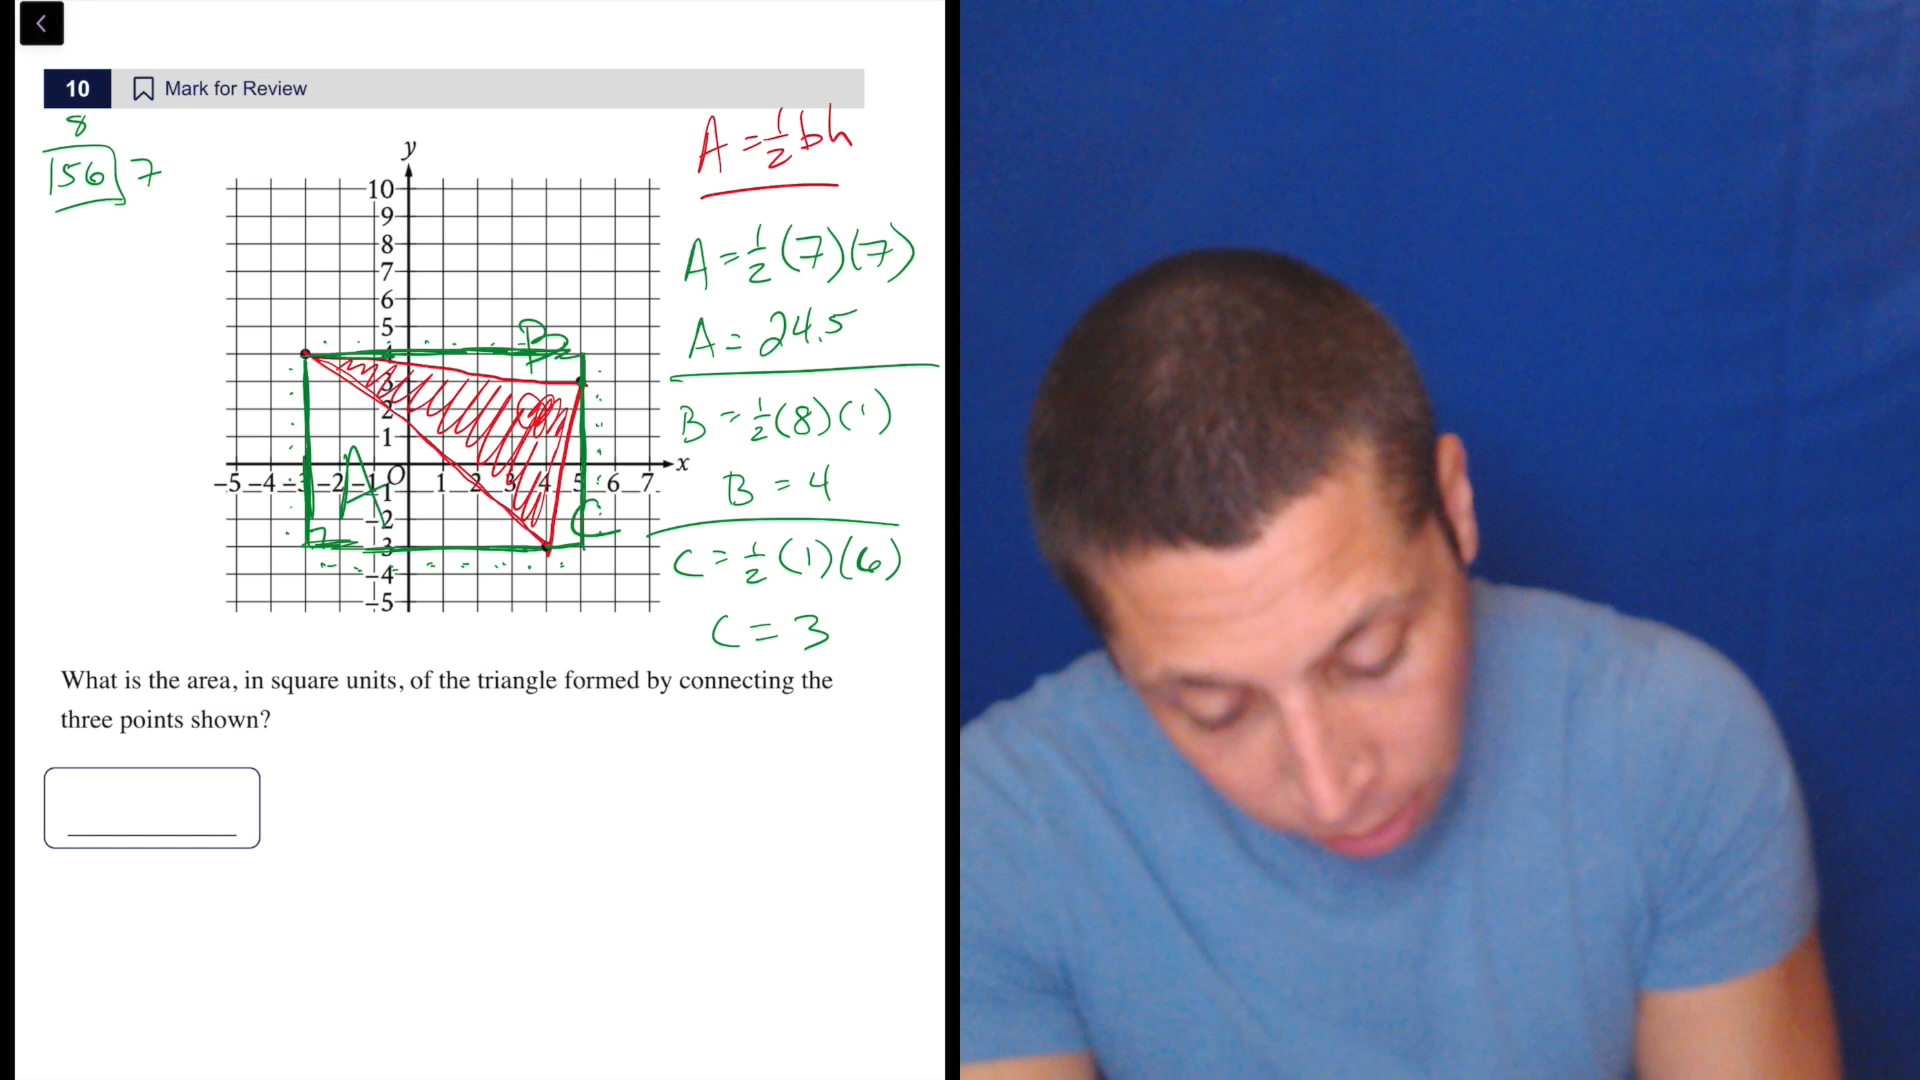 10 Mark for Review
8
56 7
A = 1/2 bh
A = 1/2 (7)(7)
A = 24.5
B = 1/2 (8)(1)
B = 4
C = 1/2 (1)(6)
C = 3
y
10
9
8
7
6
5
4
3
2
1
B
A
C
-5 -4 -3 -2 -1 O 1 2 3 4 5 6 7 x
-1
-2
-3
-4
-5
What is the area, in square units, of the triangle formed by connecting the
three points shown?